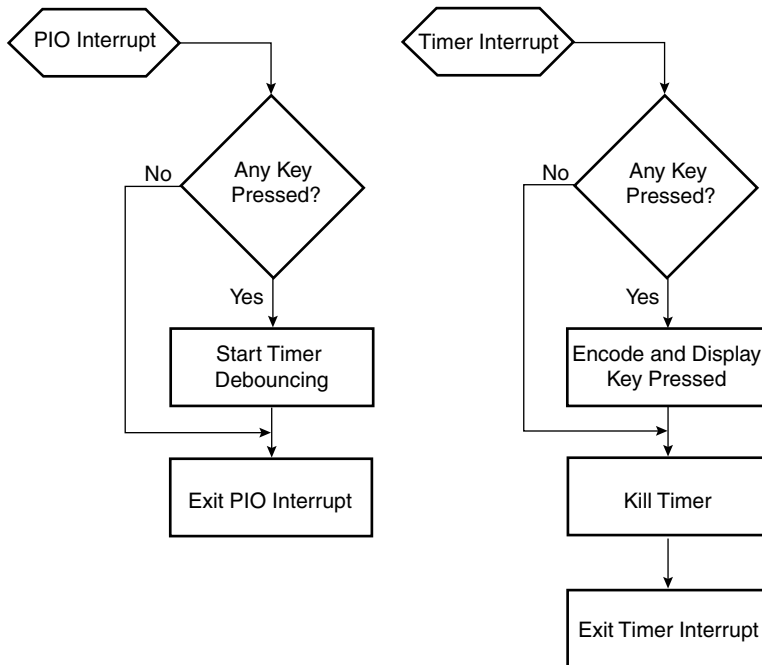 PIO Interrupt
Any Key
Pressed?
No
Yes
Start Timer
Debouncing
Exit PIO Interrupt
Timer Interrupt
Any Key
Pressed?
No
Yes
Encode and Display
Key Pressed
Kill Timer
Exit Timer Interrupt